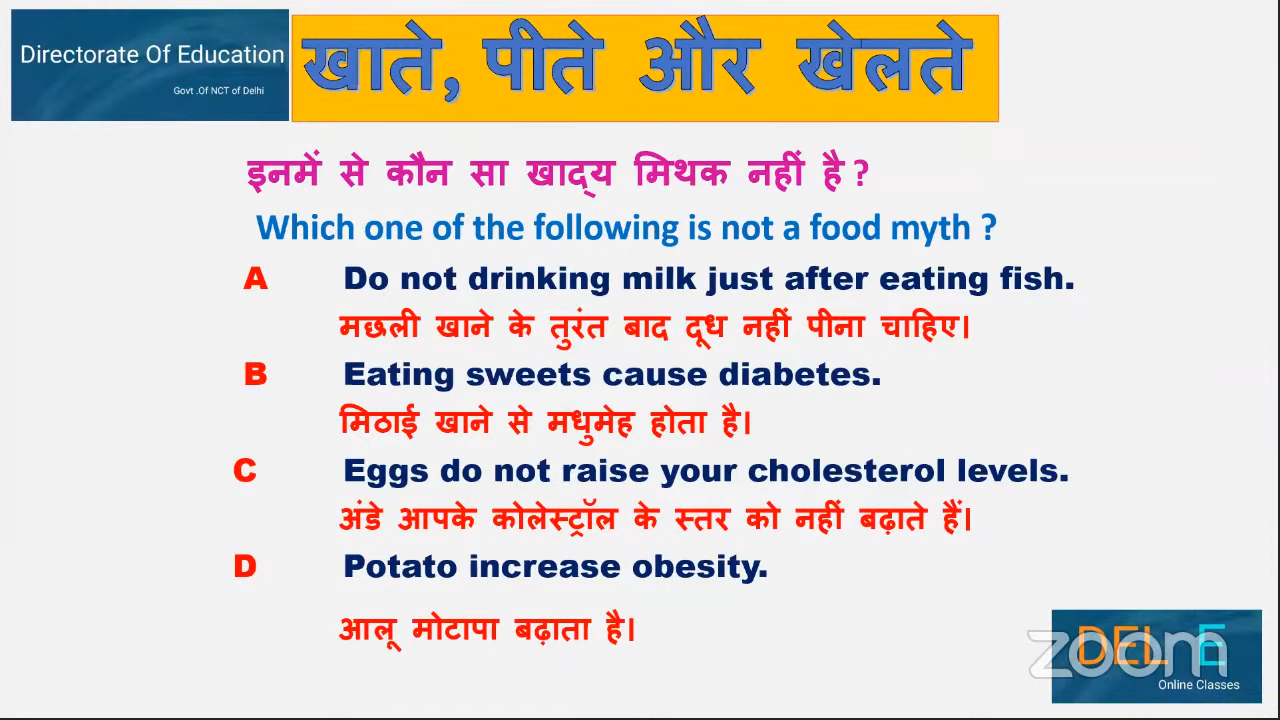 Directorate Of Education
Govt .Of NCT of Delhi
खाते, पीते और खेलते
इनमें से कौन सा खाद्य मिथक नहीं है ?
Which one of the following is not a food myth ?
A Do not drinking milk just after eating fish.
मछली खाने के तुरंत बाद दूध नहीं पीना चाहिए।
B Eating sweets cause diabetes.
मिठाई खाने से मधुमेह होता है।
C Eggs do not raise your cholesterol levels.
अंडे आपके कोलेस्ट्रॉल के स्तर को नहीं बढ़ाते हैं।
D Potato increase obesity.
आलू मोटापा बढ़ाता है।
zoom
DEL E
Online Classes